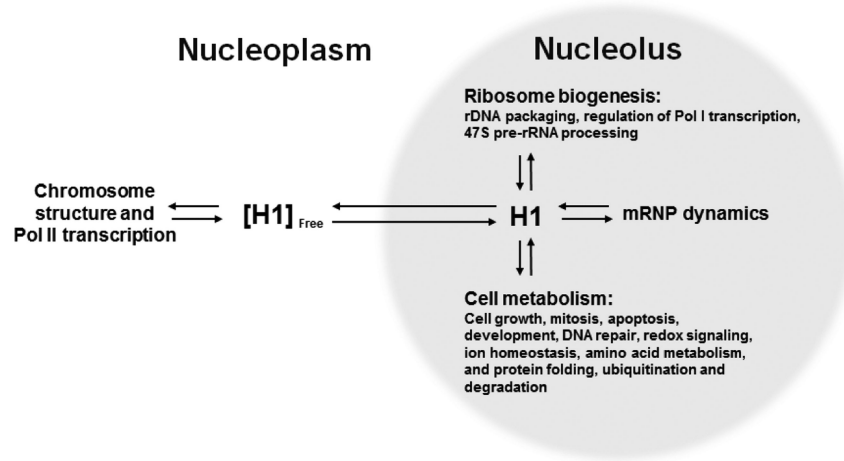 Nucleoplasm
Nucleolus
Ribosome biogenesis:
rDNA packaging, regulation of Pol I transcription,
47S pre-rRNA processing
Chromosome
structure and
Pol II transcription
[H1] Free
H1
mRNP dynamics
Cell metabolism:
Cell growth, mitosis, apoptosis,
development, DNA repair, redox signaling,
ion homeostasis, amino acid metabolism,
and protein folding, ubiquitination and
degradation